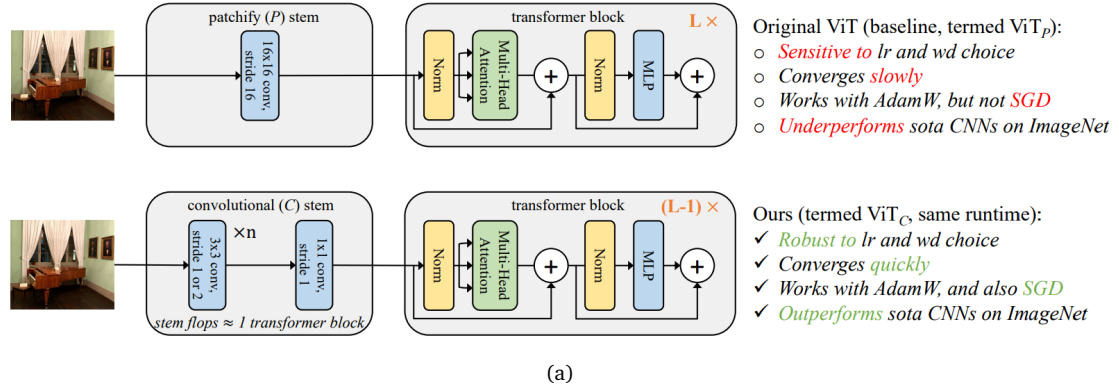 patchify (P) stem
16x16 conv,
stride 16
transformer block
L ×
Norm
Multi-Head
Attention
+
Norm
MLP
+
Original ViT (baseline, termed ViT_P):
○ Sensitive to lr and wd choice
○ Converges slowly
○ Works with AdamW, but not SGD
○ Underperforms sota CNNs on ImageNet
convolutional (C) stem
3x3 conv,
stride 1 or 2
×n
1x1 conv,
stride 1
stem flops ≈ 1 transformer block
transformer block
(L-1) ×
Norm
Multi-Head
Attention
+
Norm
MLP
+
Ours (termed ViT_C, same runtime):
✓ Robust to lr and wd choice
✓ Converges quickly
✓ Works with AdamW, and also SGD
✓ Outperforms sota CNNs on ImageNet
(a)